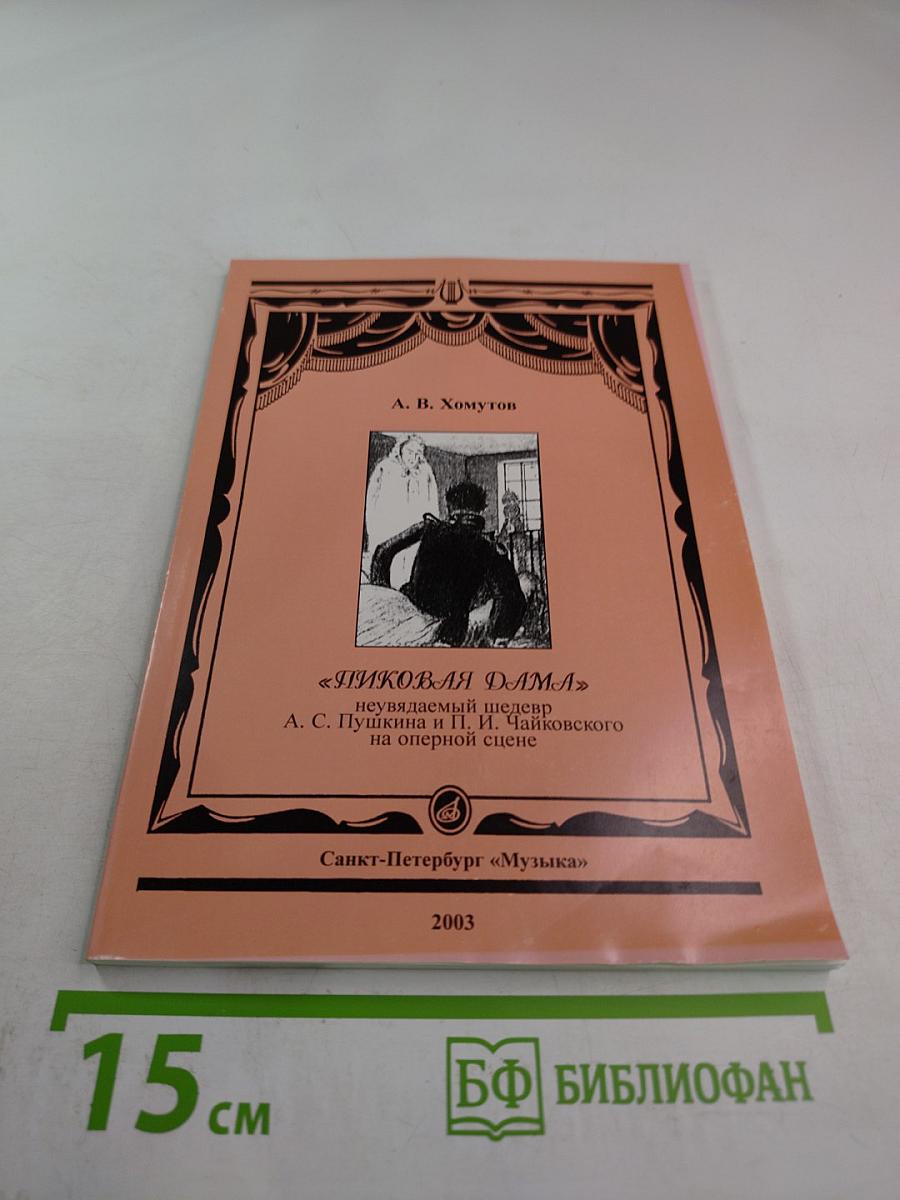 А. В. Хомутов
«ПИКОВАЯ ДАМА»
неувядаемый шедевр
А. С. Пушкина и П. И. Чайковского
на оперной сцене
Санкт-Петербург «Музыка»
2003
15 см
БФ БИБЛИОФАН